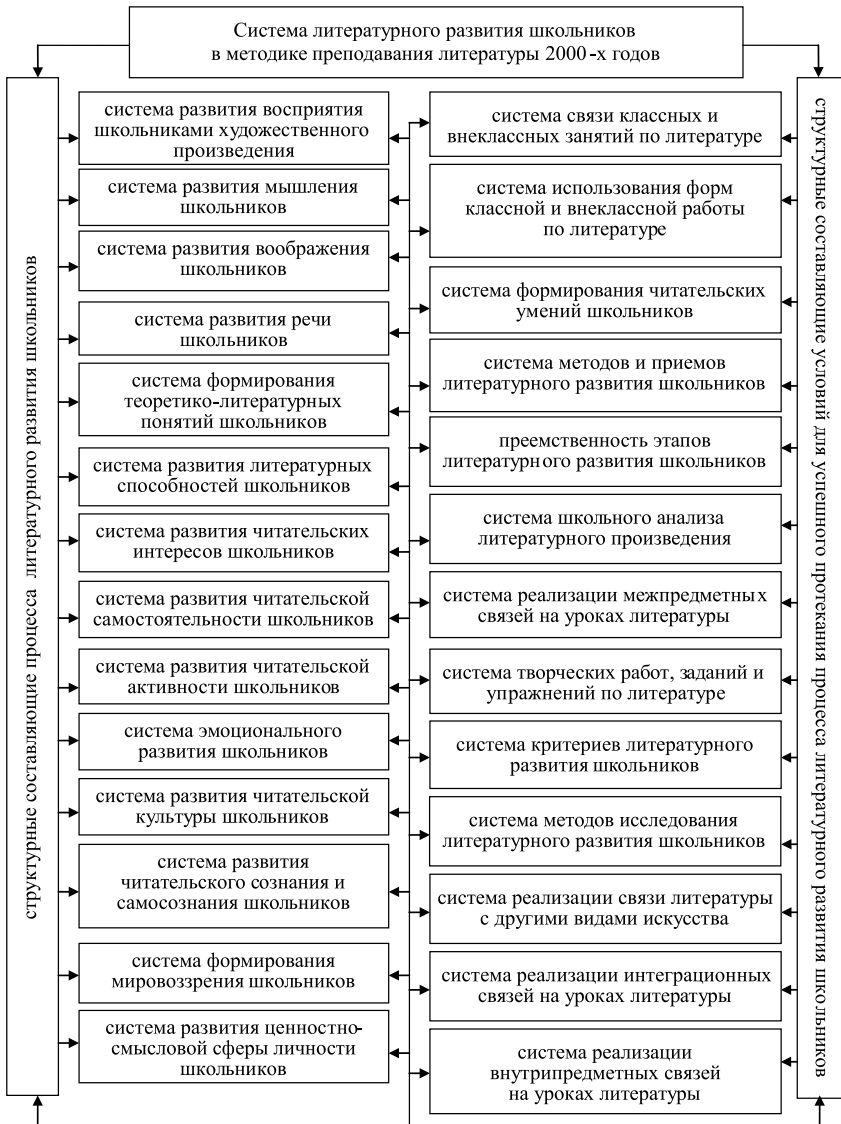 Система литературного развития школьников
в методике преподавания литературы 2000-х годов
структурные составляющие процесса литературного развития школьников
система развития восприятия
школьниками художественного
произведения
система развития мышления
школьников
система развития воображения
школьников
система развития речи
школьников
система формирования
теоретико-литературных
понятий школьников
система развития литературных
способностей школьников
система развития читательских
интересов школьников
система развития читательской
самостоятельности школьников
система развития читательской
активности школьников
система эмоционального
развития школьников
система развития читательской
культуры школьников
система развития
читательского сознания и
самосознания школьников
система формирования
мировоззрения школьников
система развития ценностно-
смысловой сферы личности
школьников
система связи классных и
внеклассных занятий по литературе
система использования форм
классной и внеклассной работы
по литературе
система формирования читательских
умений школьников
система методов и приемов
литературного развития школьников
преемственность этапов
литературного развития школьников
система школьного анализа
литературного произведения
система реализации межпредметных
связей на уроках литературы
система творческих работ, заданий и
упражнений по литературе
система критериев литературного
развития школьников
система методов исследования
литературного развития школьников
система реализации связи литературы
с другими видами искусства
система реализации интеграционных
связей на уроках литературы
система реализации
внутрипредметных связей
на уроках литературы
структурные составляющие условий для успешного протекания процесса литературного развития школьников